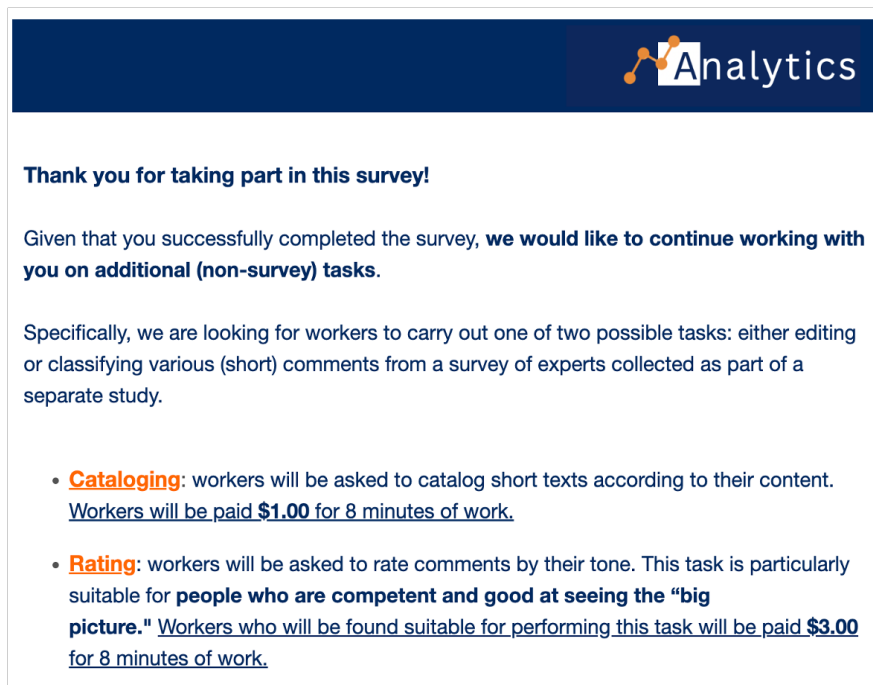 Analytics
Thank you for taking part in this survey!
Given that you successfully completed the survey, we would like to continue working with
you on additional (non-survey) tasks.
Specifically, we are looking for workers to carry out one of two possible tasks: either editing
or classifying various (short) comments from a survey of experts collected as part of a
separate study.
• Cataloging: workers will be asked to catalog short texts according to their content.
Workers will be paid $1.00 for 8 minutes of work.
• Rating: workers will be asked to rate comments by their tone. This task is particularly
suitable for people who are competent and good at seeing the “big
picture." Workers who will be found suitable for performing this task will be paid $3.00
for 8 minutes of work.